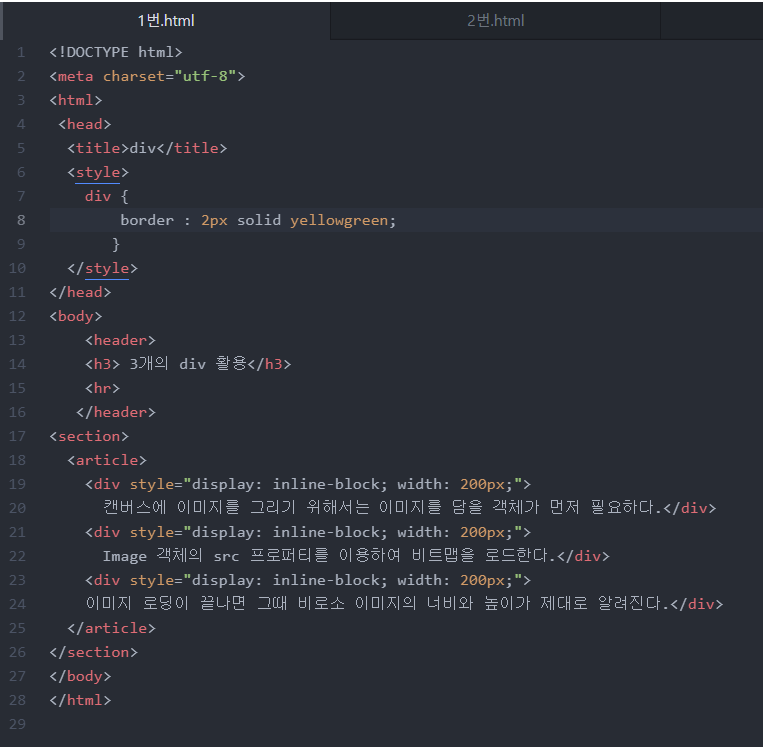 1번.html
2번.html
1 <!DOCTYPE html>
2 <meta charset="utf-8">
3 <html>
4 <head>
5 <title>div</title>
6 <style>
7 div {
8 border : 2px solid yellowgreen;
9 }
10 </style>
11 </head>
12 <body>
13 <header>
14 <h3> 3개의 div 활용</h3>
15 <hr>
16 </header>
17 <section>
18 <article>
19 <div style="display: inline-block; width: 200px;">
20 캔버스에 이미지를 그리기 위해서는 이미지를 담을 객체가 먼저 필요하다.</div>
21 <div style="display: inline-block; width: 200px;">
22 Image 객체의 src 프로퍼티를 이용하여 비트맵을 로드한다.</div>
23 <div style="display: inline-block; width: 200px;">
24 이미지 로딩이 끝나면 그때 비로소 이미지의 너비와 높이가 제대로 알려진다.</div>
25 </article>
26 </section>
27 </body>
28 </html>
29